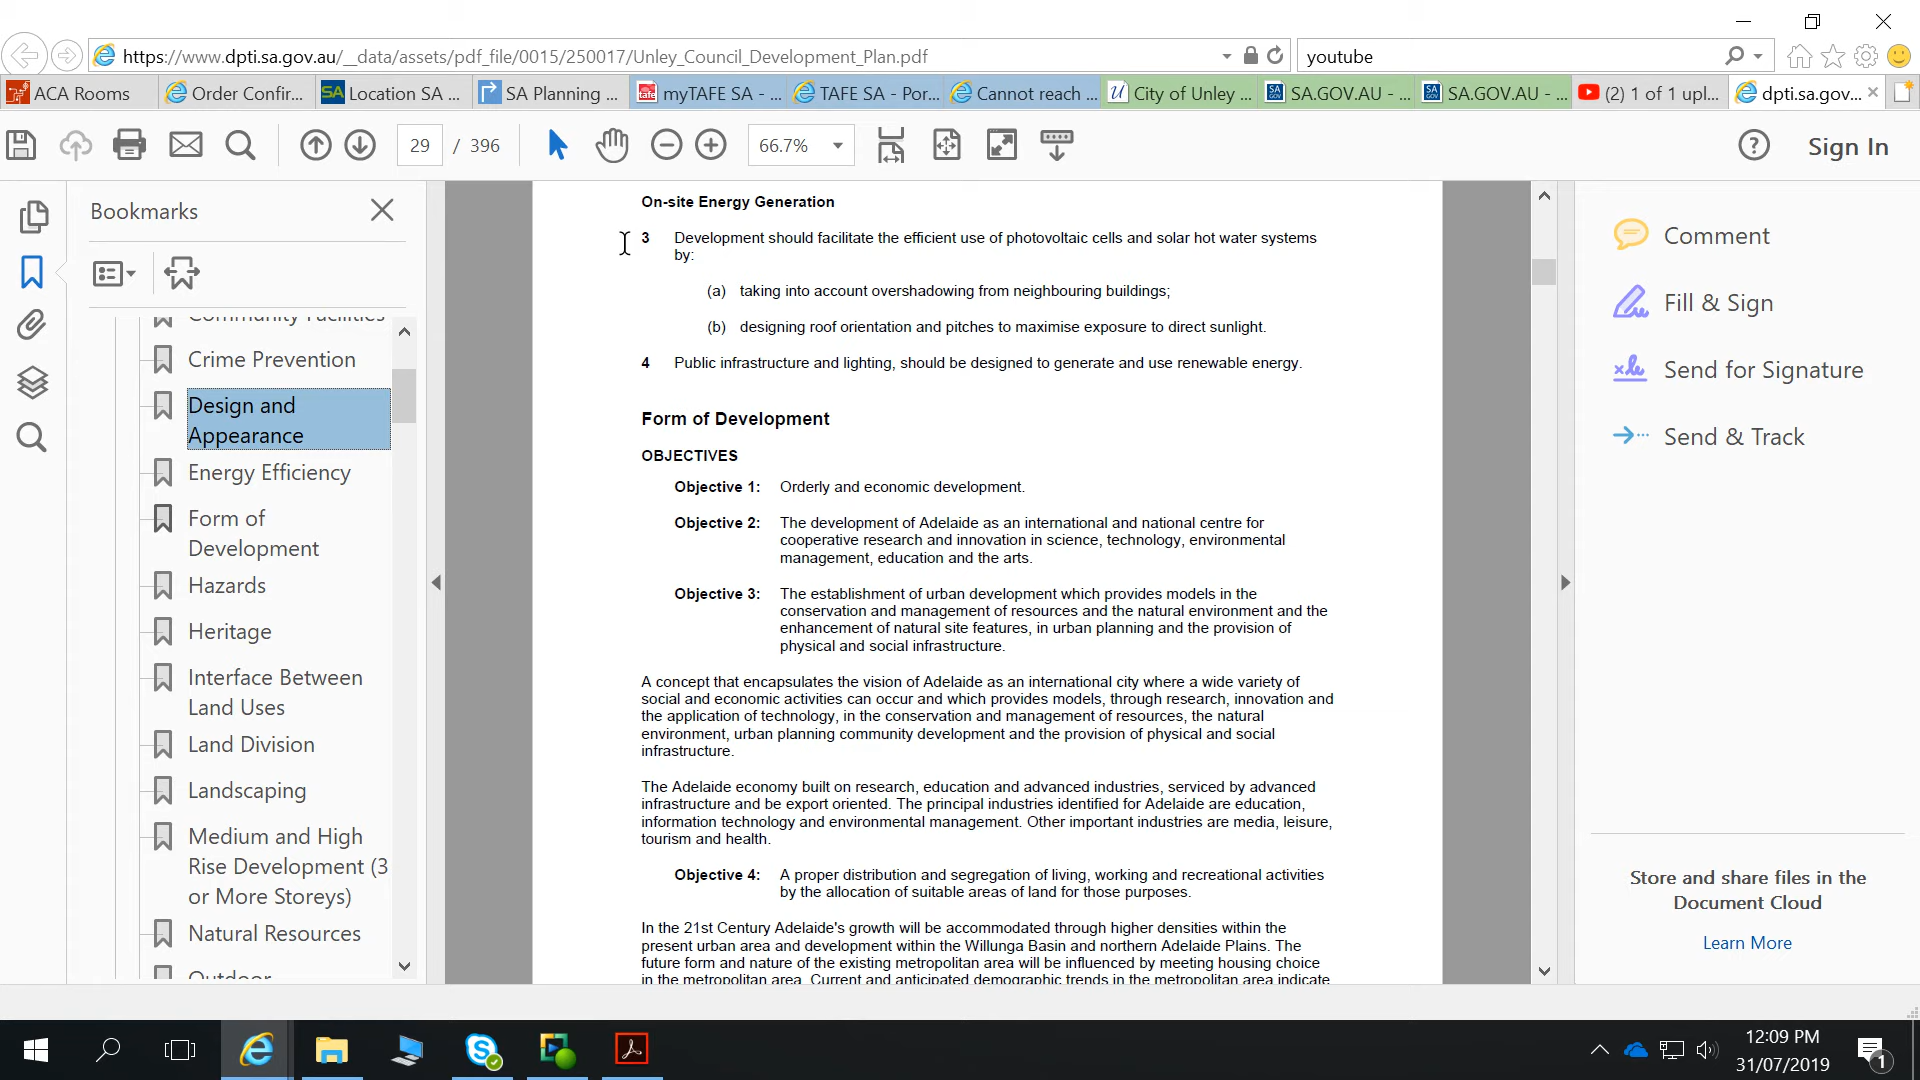 https://www.dpti.sa.gov.au/__data/assets/pdf_file/0015/250017/Unley_Council_Development_Plan.pdf
youtube
ACA Rooms
Order Confir...
Location SA ...
SA Planning ...
myTAFE SA - ...
TAFE SA - Por...
Cannot reach ...
City of Unley ...
SA.GOV.AU - ...
SA.GOV.AU - ...
(2) 1 of 1 upl...
dpti.sa.gov...
29 / 396
66.7%
Sign In
Bookmarks
Community Facilities
Crime Prevention
Design and
Appearance
Energy Efficiency
Form of
Development
Hazards
Heritage
Interface Between
Land Uses
Land Division
Landscaping
Medium and High
Rise Development (3
or More Storeys)
Natural Resources
Outdoor
On-site Energy Generation
3 Development should facilitate the efficient use of photovoltaic cells and solar hot water systems
by:
(a) taking into account overshadowing from neighbouring buildings;
(b) designing roof orientation and pitches to maximise exposure to direct sunlight.
4 Public infrastructure and lighting, should be designed to generate and use renewable energy.
Form of Development
OBJECTIVES
Objective 1: Orderly and economic development.
Objective 2: The development of Adelaide as an international and national centre for
cooperative research and innovation in science, technology, environmental
management, education and the arts.
Objective 3: The establishment of urban development which provides models in the
conservation and management of resources and the natural environment and the
enhancement of natural site features, in urban planning and the provision of
physical and social infrastructure.
A concept that encapsulates the vision of Adelaide as an international city where a wide variety of
social and economic activities can occur and which provides models, through research, innovation and
the application of technology, in the conservation and management of resources, the natural
environment, urban planning community development and the provision of physical and social
infrastructure.
The Adelaide economy built on research, education and advanced industries, serviced by advanced
infrastructure and be export oriented. The principal industries identified for Adelaide are education,
information technology and environmental management. Other important industries are media, leisure,
tourism and health.
Objective 4: A proper distribution and segregation of living, working and recreational activities
by the allocation of suitable areas of land for those purposes.
In the 21st Century Adelaide's growth will be accommodated through higher densities within the
present urban area and development within the Willunga Basin and northern Adelaide Plains. The
future form and nature of the existing metropolitan area will be influenced by meeting housing choice
in the metropolitan area. Current and anticipated demographic trends in the metropolitan area indicate
Comment
Fill & Sign
Send for Signature
Send & Track
Store and share files in the
Document Cloud
Learn More
12:09 PM
31/07/2019
1